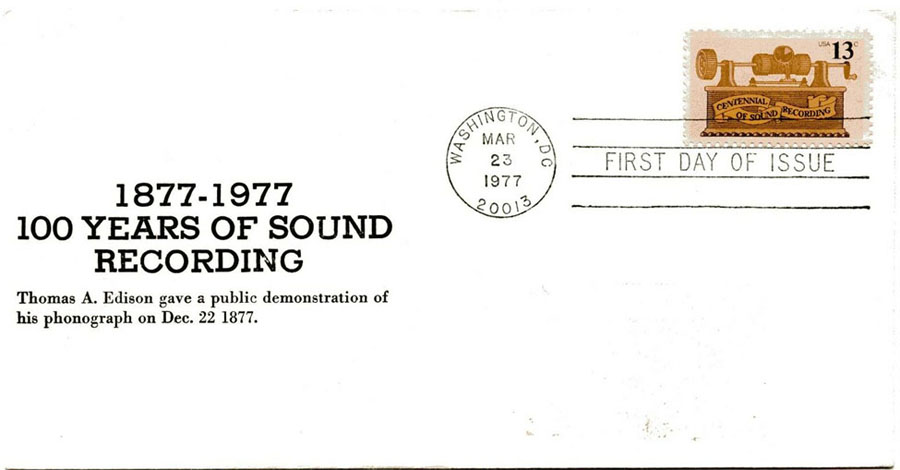 USA 13c
CENTENNIAL
OF SOUND RECORDING
WASHINGTON, DC
MAR
23
1977
20013
FIRST DAY OF ISSUE
1877-1977
100 YEARS OF SOUND
RECORDING
Thomas A. Edison gave a public demonstration of
his phonograph on Dec. 22 1877.